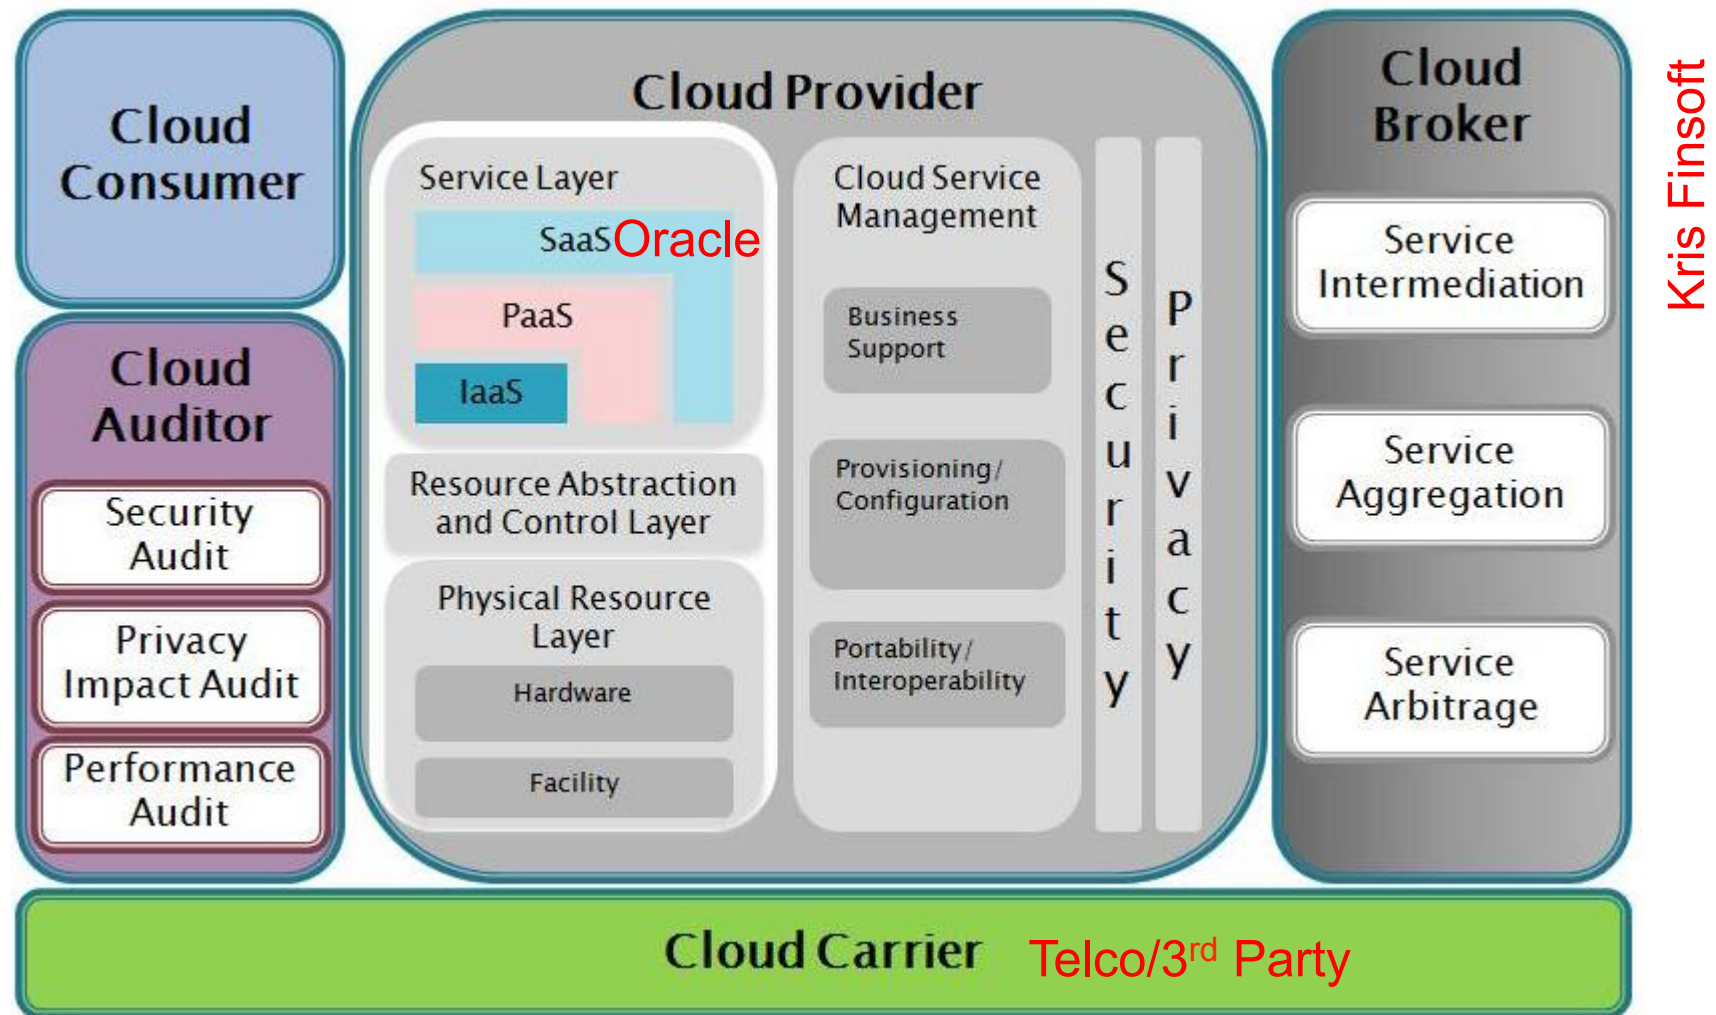 Cloud
Consumer
Cloud
Auditor
Security
Audit
Privacy
Impact Audit
Performance
Audit
Cloud Provider
Service Layer
SaaS Oracle
PaaS
IaaS
Resource Abstraction
and Control Layer
Physical Resource
Layer
Hardware
Facility
Cloud Service
Management
Business
Support
Provisioning/
Configuration
Portability/
Interoperability
Security
Privacy
Cloud
Broker
Service
Intermediation
Service
Aggregation
Service
Arbitrage
Kris Finsoft
Cloud Carrier Telco/3rd Party